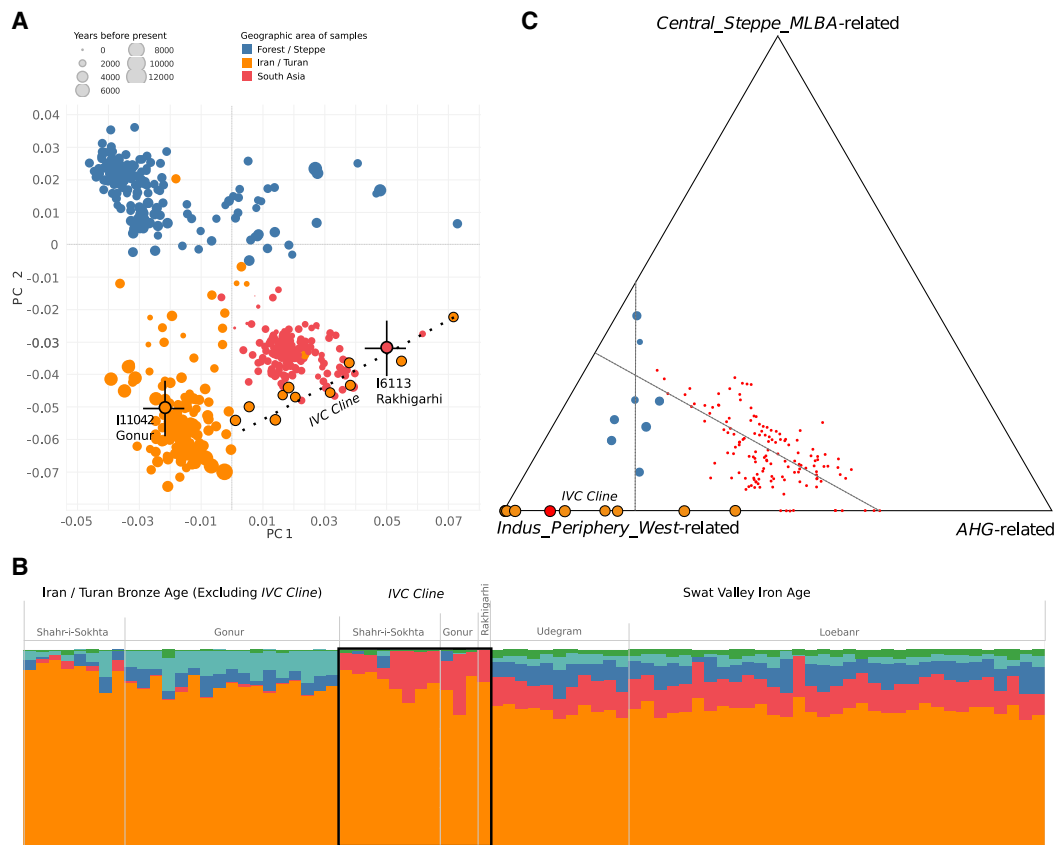 A
Years before present
0
2000
4000
6000
8000
10000
12000
Geographic area of samples
Forest / Steppe
Iran / Turan
South Asia
0.04
0.03
0.02
0.01
0
-0.01
-0.02
-0.03
-0.04
-0.05
-0.06
-0.07
PC 2
I11042
Gonur
I6113
Rakhigarhi
IVC Cline
-0.05
-0.03
-0.01
0.01
0.03
0.05
0.07
PC1
C
Central_Steppe_MLBA-related
IVC Cline
Indus_Periphery_West-related
AHG-related
B
Iran / Turan Bronze Age (Excluding IVC Cline)
IVC Cline
Rakhigarhi
Swat Valley Iron Age
Shahr-i-Sokhta
Gonur
Shahr-i-Sokhta
Gonur
Udegram
Loebanr